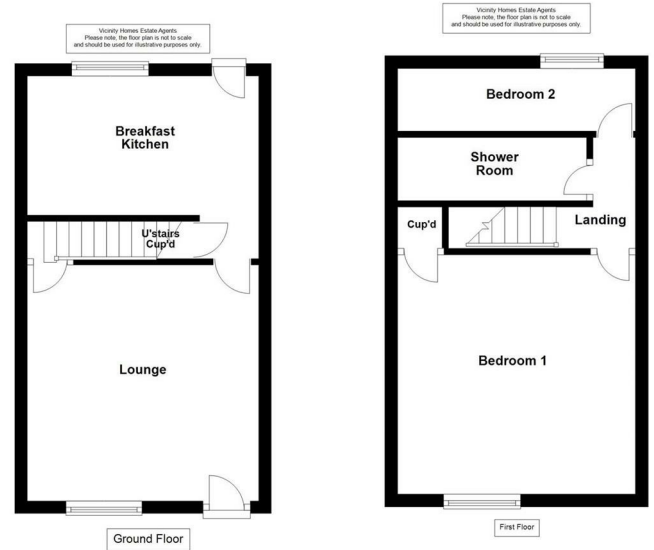 Vicinity Homes Estate Agents
Please note, the floor plan is not to scale
and should be used for illustrative purposes only.
Breakfast
Kitchen
U'stairs
Cup'd
Lounge
Ground Floor
Vicinity Homes Estate Agents
Please note, the floor plan is not to scale
and should be used for illustrative purposes only.
Bedroom 2
Shower
Room
Cup'd
Landing
Bedroom 1
First Floor